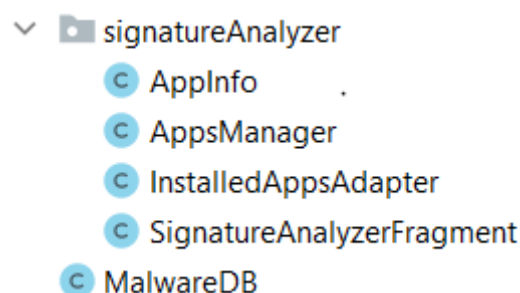 signatureAnalyzer
C AppInfo
C AppsManager
C InstalledAppsAdapter
C SignatureAnalyzerFragment
C MalwareDB